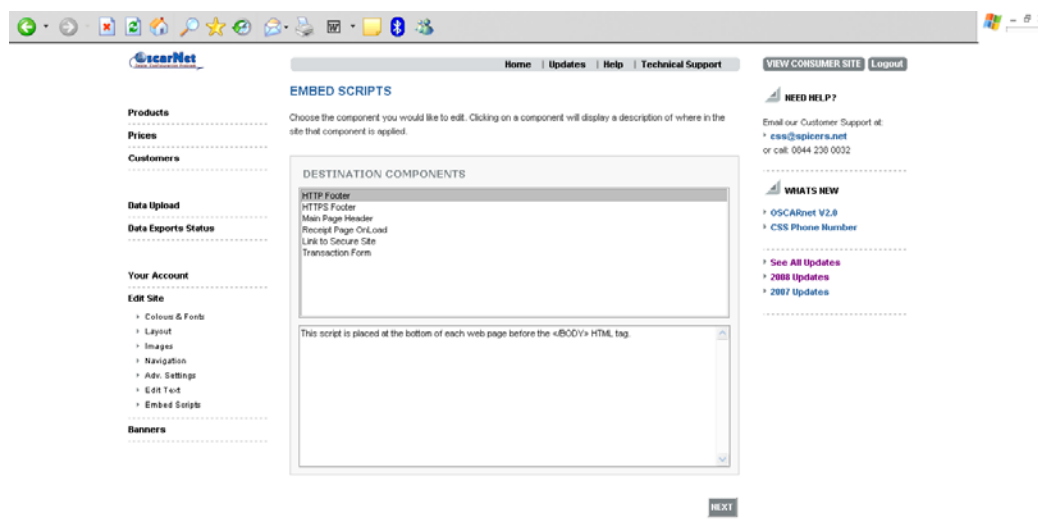 OscarNet
Home | Updates | Help | Technical Support
VIEW CONSUMER SITE Logout
Products
Prices
Customers
Data Upload
Data Exports Status
Your Account
Edit Site
Colours & Fonts
Layout
Images
Navigation
Adv. Settings
Edit Text
Embed Scripts
Banners
EMBED SCRIPTS
Choose the component you would like to edit. Clicking on a component will display a description of where in the
site that component is applied.
DESTINATION COMPONENTS
HTTP Footer
HTTPS Footer
Main Page Header
Receipt Page OnLoad
Link to Secure Site
Transaction Form
This script is placed at the bottom of each web page before the </BODY> HTML tag.
NEXT
NEED HELP?
Email our Customer Support at:
css@spicers.net
or call: 0844 230 0032
WHATS NEW
OSCARnet V2.0
CSS Phone Number
See All Updates
2008 Updates
2007 Updates